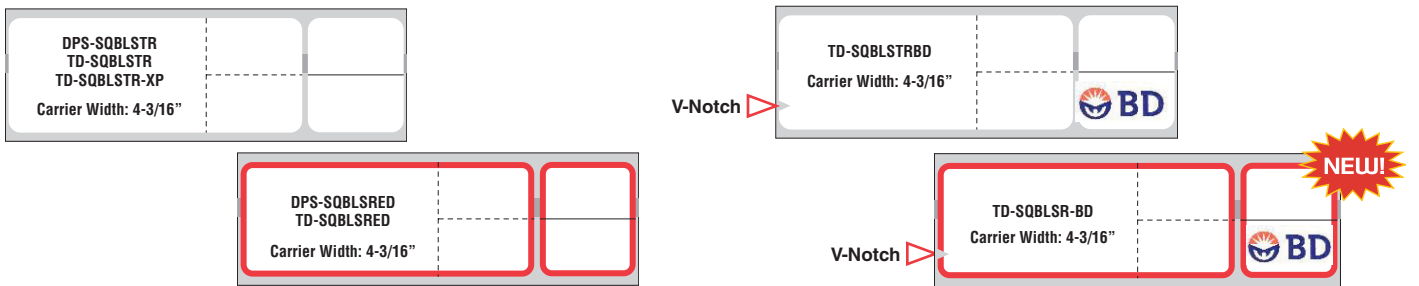 DPS-SQBLSTR
TD-SQBLSTR
TD-SQBLSTR-XP
Carrier Width: 4-3/16”
TD-SQBLSTRBD
Carrier Width: 4-3/16”
V-Notch
BD
DPS-SQBLSRED
TD-SQBLSRED
Carrier Width: 4-3/16”
NEW!
TD-SQBLSR-BD
Carrier Width: 4-3/16”
V-Notch
BD